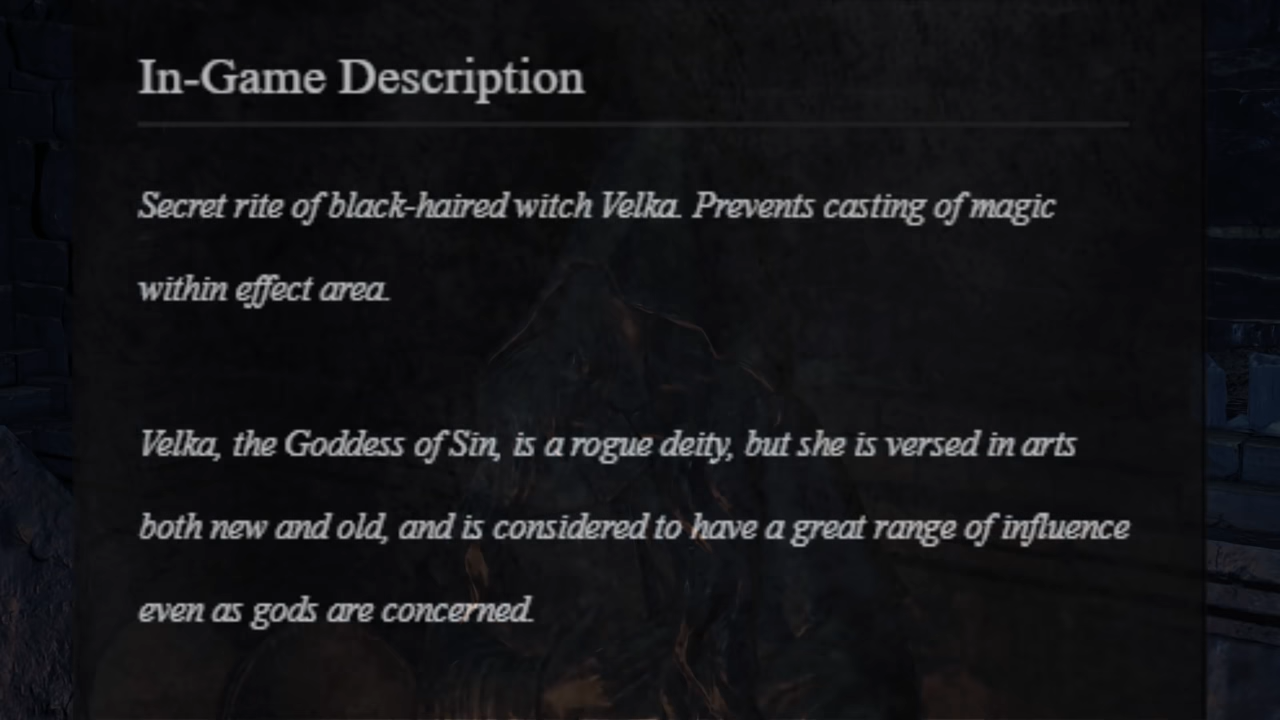 In-Game Description
Secret rite of black-haired witch Velka. Prevents casting of magic
within effect area.
Velka, the Goddess of Sin, is a rogue deity, but she is versed in arts
both new and old, and is considered to have a great range of influence
even as gods are concerned.